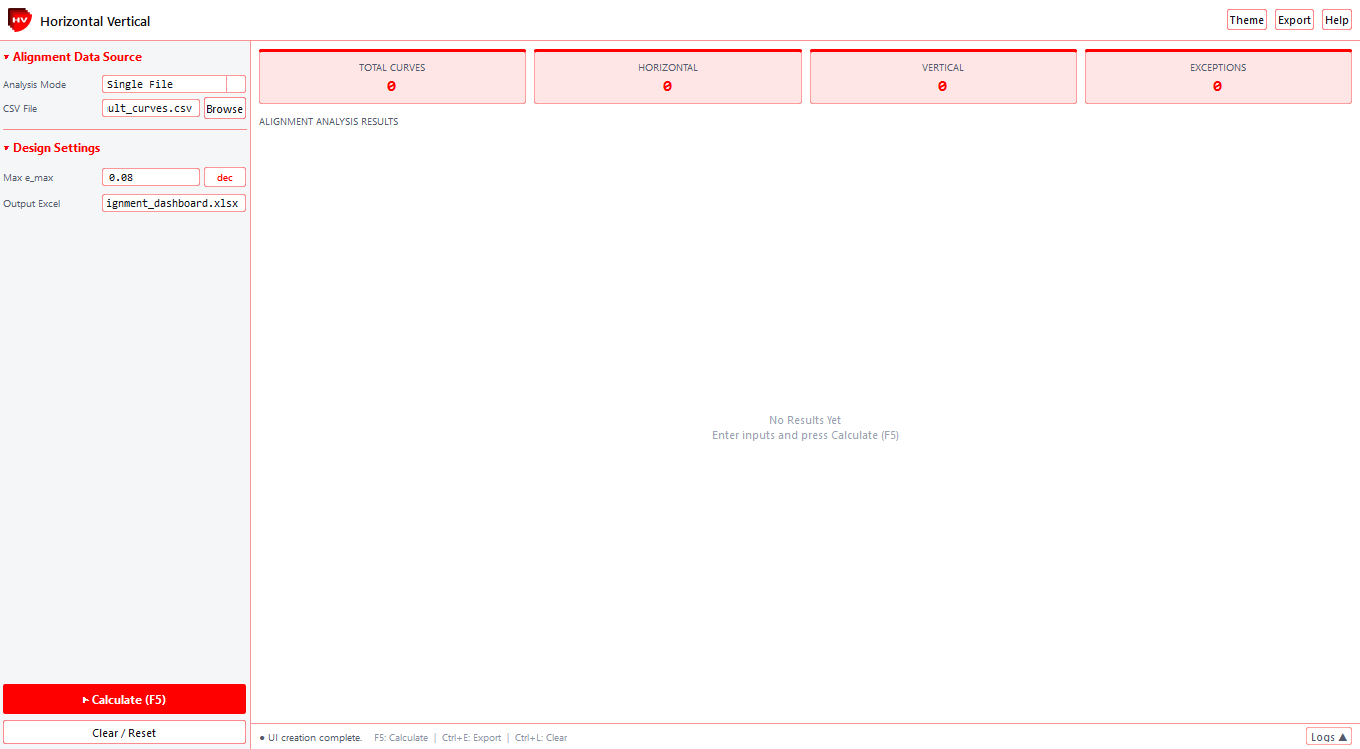 HV Horizontal Vertical Theme Export Help
▾ Alignment Data Source
Analysis Mode Single File
CSV File ult_curves.csv Browse
▾ Design Settings
Max e_max 0.08 dec
Output Excel ignment_dashboard.xlsx
TOTAL CURVES
0
HORIZONTAL
0
VERTICAL
0
EXCEPTIONS
0
ALIGNMENT ANALYSIS RESULTS
No Results Yet
Enter inputs and press Calculate (F5)
Calculate (F5)
Clear / Reset
● UI creation complete. F5: Calculate | Ctrl+E: Export | Ctrl+L: Clear
Logs ▲